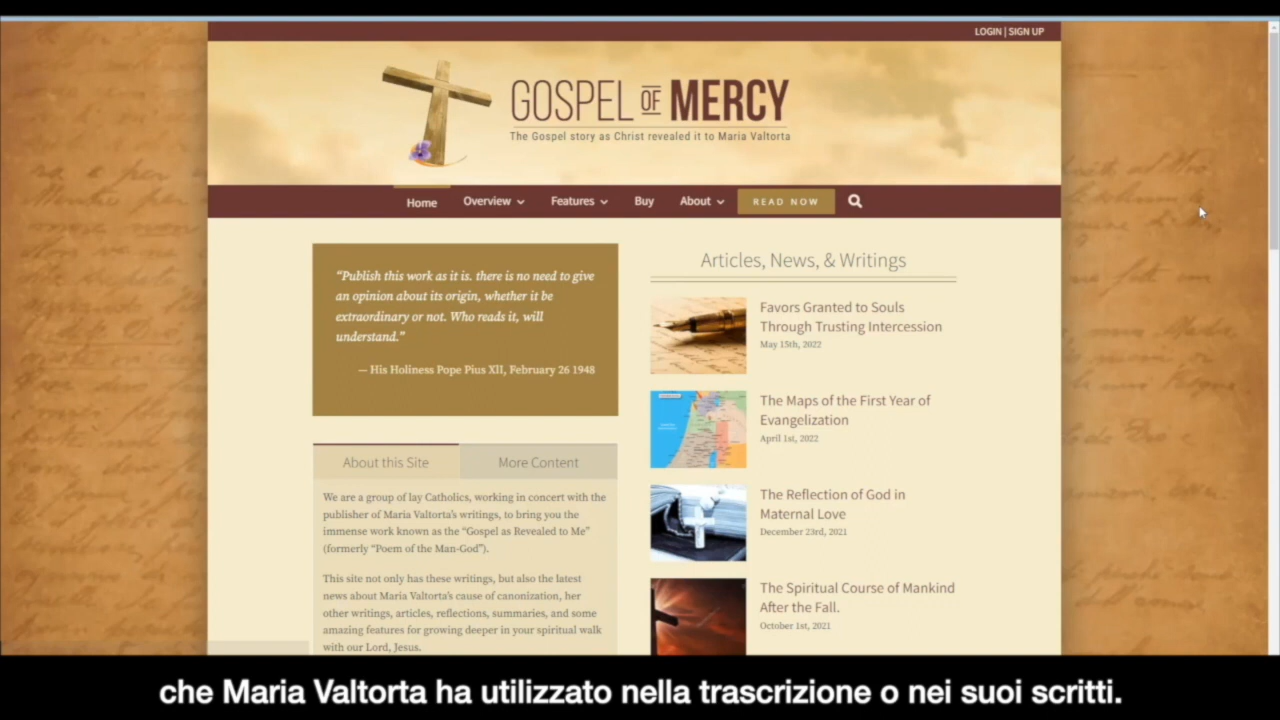 LOGIN | SIGN UP
GOSPEL OF MERCY
The Gospel story as Christ revealed it to Maria Valtorta
Home Overview Features Buy About READ NOW
“Publish this work as it is. there is no need to give
an opinion about its origin, whether it be
extraordinary or not. Who reads it, will
understand.”
— His Holiness Pope Pius XII, February 26 1948
About this Site More Content
We are a group of lay Catholics, working in concert with the
publisher of Maria Valtorta’s writings, to bring you the
immense work known as the “Gospel as Revealed to Me”
(formerly “Poem of the Man-God”).
This site not only has these writings, but also the latest
news about Maria Valtorta’s cause of canonization, her
other writings, articles, reflections, summaries, and some
amazing features for growing deeper in your spiritual walk
with our Lord, Jesus.
Articles, News, & Writings
Favors Granted to Souls
Through Trusting Intercession
May 15th, 2022
The Maps of the First Year of
Evangelization
April 1st, 2022
The Reflection of God in
Maternal Love
December 23rd, 2021
The Spiritual Course of Mankind
After the Fall.
October 1st, 2021
che Maria Valtorta ha utilizzato nella trascrizione o nei suoi scritti.